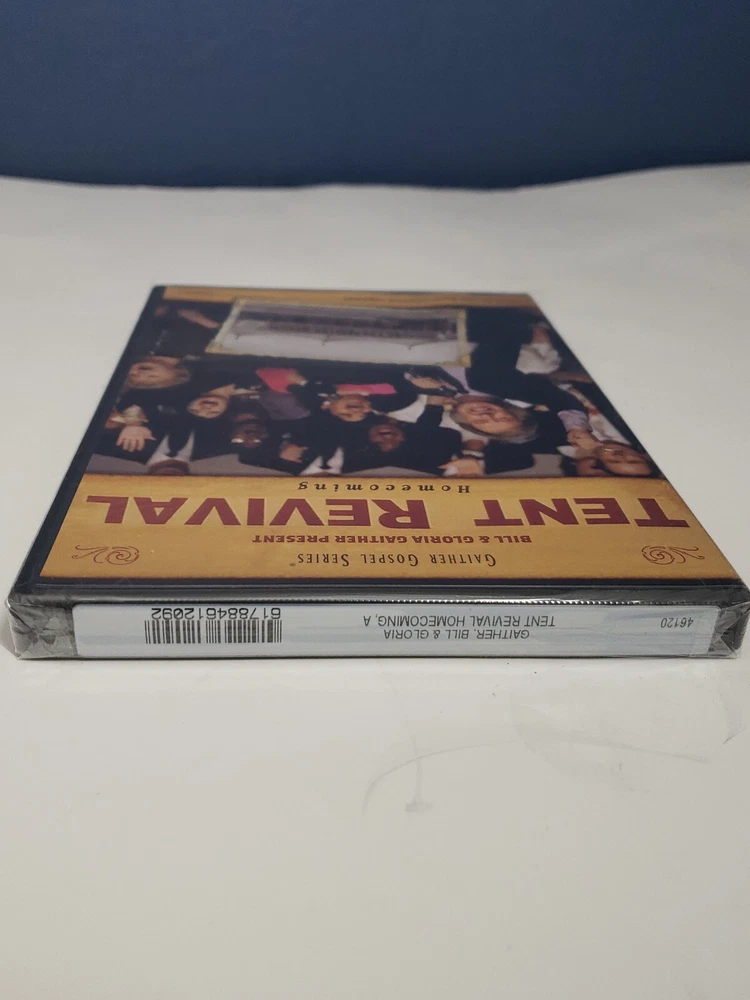 GAITHER GOSPEL SERIES®
BILL & GLORIA GAITHER PRESENT
TENT REVIVAL
Homecoming
46120
GAITHER, BILL & GLORIA
TENT REVIVAL HOMECOMING, A
617884612092